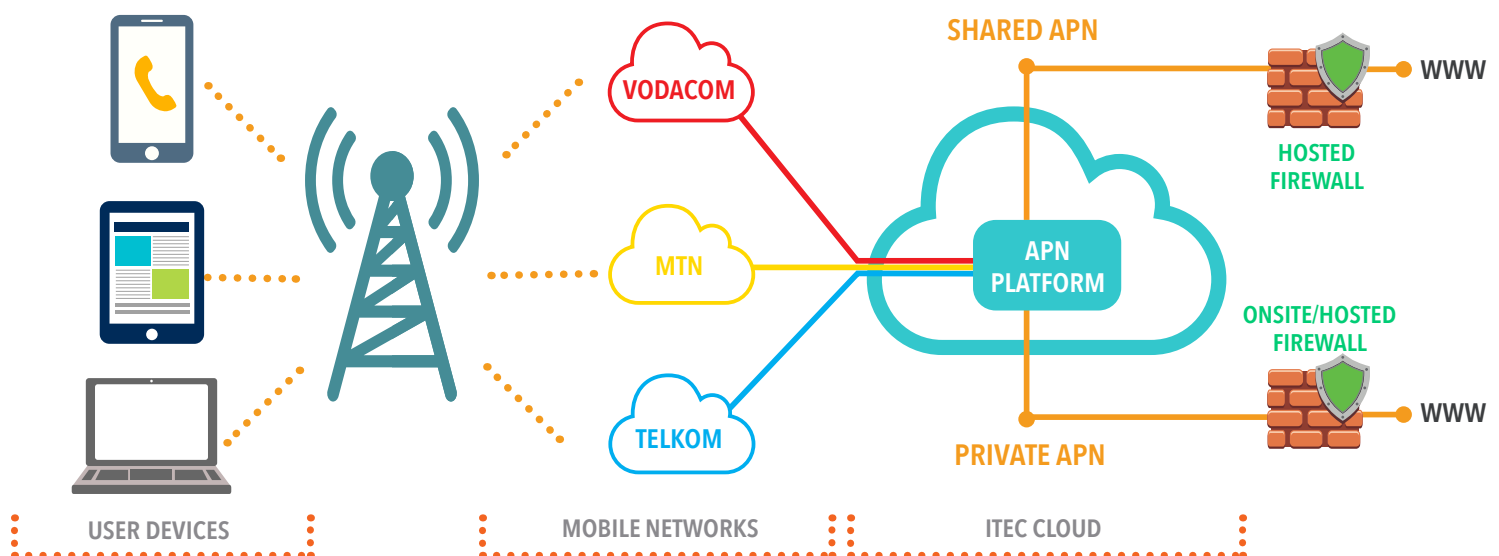 SHARED APN
VODACOM
WWW
HOSTED
FIREWALL
MTN
APN
PLATFORM
ONSITE/HOSTED
FIREWALL
TELKOM
WWW
PRIVATE APN
USER DEVICES
MOBILE NETWORKS
ITEC CLOUD